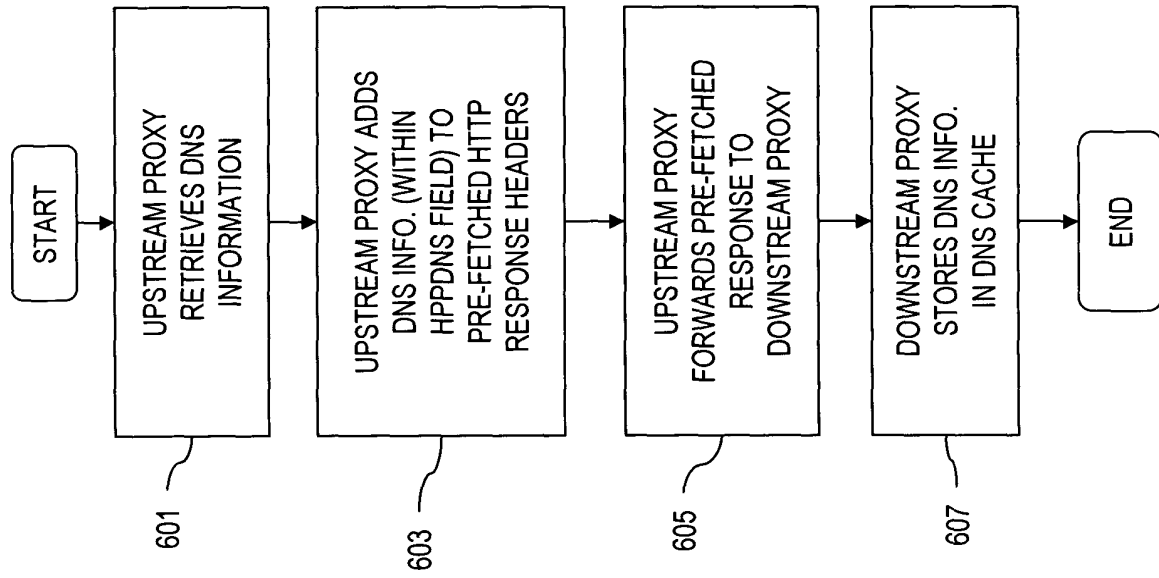 START
UPSTREAM PROXY
RETRIEVES DNS
INFORMATION
601
UPSTREAM PROXY ADDS
DNS INFO. (WITHIN
HPPDNS FIELD) TO
PRE-FETCHED HTTP
RESPONSE HEADERS
603
UPSTREAM PROXY
FORWARDS PRE-FETCHED
RESPONSE TO
DOWNSTREAM PROXY
605
DOWNSTREAM PROXY
STORES DNS INFO.
IN DNS CACHE
607
END